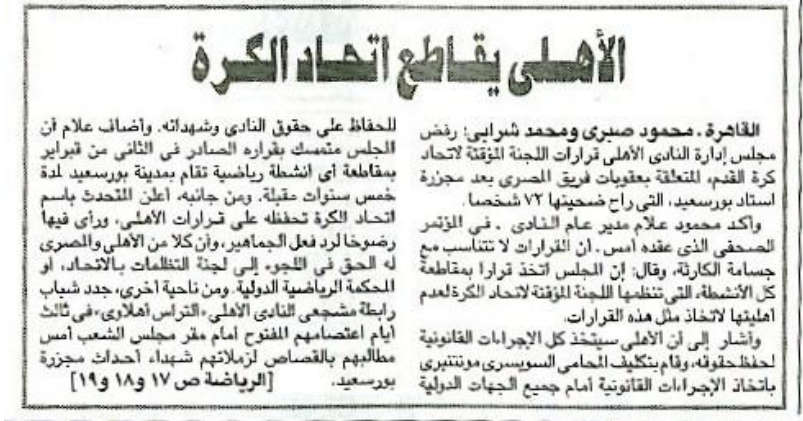 الأهلى يقاطع اتحاد الكرة
القاهرة . محمود صبرى ومحمد شرابى: رفض
مجلس إدارة النادى الأهلى قرارات اللجنة المؤقتة لاتحاد
كرة القدم، المتعلقة بعقوبات فريق المصرى بعد مجزرة
استاد بورسعيد، التى راح ضحيتها ٧٢ شخصا.
وأكد محمود علام مدير عام النادى . فى المؤتمر
الصحفى الذى عقده أمس . أن القرارات لا تتناسب مع
جسامة الكارثة، وقال: إن المجلس اتخذ قرارا بمقاطعة
كل الأنشطة، التى تنظمها اللجنة المؤقتة لاتحاد الكرة لعدم
أهليتها لاتخاذ مثل هذه القرارات.
وأشار إلى أن الأهلى سيتخذ كل الإجراءات القانونية
لحفظ حقوقه، وقام بتكليف المحامى السويسرى مونتنيرى
باتخاذ الإجراءات القانونية أمام جميع الجهات الدولية
للحفاظ على حقوق النادى وشهدائه. وأضاف علام أن
المجلس متمسك بقراره الصادر فى الثانى من فبراير
بمقاطعة أى أنشطة رياضية تقام بمدينة بورسعيد لمدة
خمس سنوات مقبلة. ومن جانبه، أعلن المتحدث باسم
اتحاد الكرة تحفظه على قرارات الأهلى، ورأى فيها
رضوخا لرد فعل الجماهير، وأن كلا من الأهلى والمصرى
له الحق فى اللجوء إلى لجنة التظلمات بالاتحاد، او
المحكمة الرياضية الدولية. ومن ناحية أخرى، جدد شباب
رابطة مشجعى النادى الأهلى «التراس أهلاوى» فى ثالث
أيام اعتصامهم المفتوح أمام مقر مجلس الشعب أمس
مطالبهم بالقصاص لزملائهم شهداء أحداث مجزرة
بورسعيد. [الرياضة ص ١٧ و١٨ و١٩]